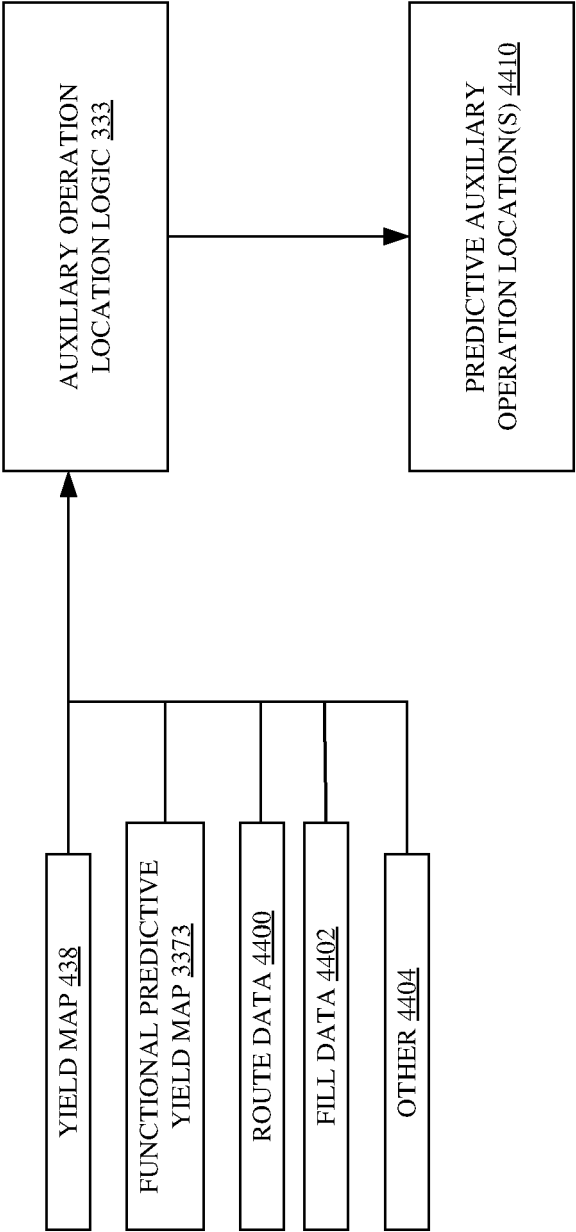 YIELD MAP 438
FUNCTIONAL PREDICTIVE
YIELD MAP 3373
ROUTE DATA 4400
FILL DATA 4402
OTHER 4404
AUXILIARY OPERATION
LOCATION LOGIC 333
PREDICTIVE AUXILIARY
OPERATION LOCATION(S) 4410